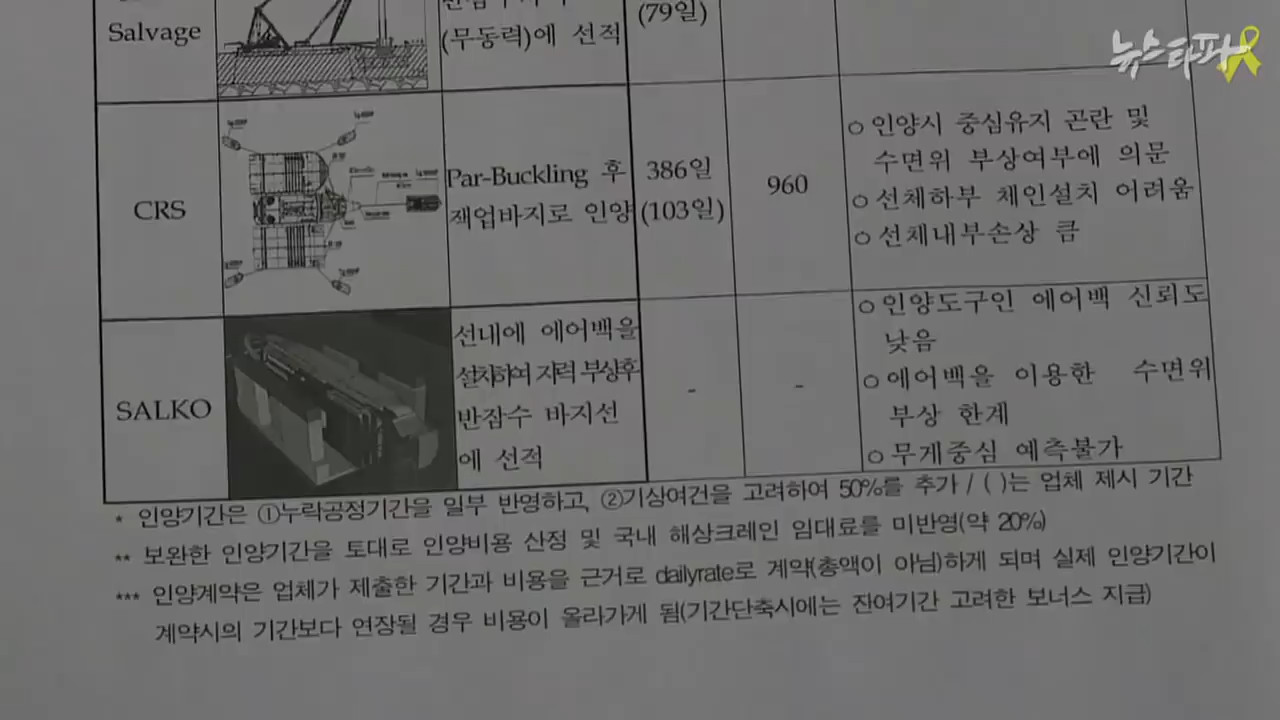 뉴스타파
Salvage
(무동력)에 선적
(79일)
CRS
Par-Buckling 후
잭업바지로 인양
386일
(103일)
960
○ 인양시 중심유지 곤란 및
수면위 부상여부에 의문
○ 선체하부 체인설치 어려움
○ 선체내부손상 큼
SALKO
선내에 에어백을
설치하여 자력 부상후
반잠수 바지선
에 선적
-
-
○ 인양도구인 에어백 신뢰도
낮음
○ 에어백을 이용한 수면위
부상 한계
○ 무게중심 예측불가
* 인양기간은 ①누락공정기간을 일부 반영하고, ②기상여건을 고려하여 50%를 추가 / ( )는 업체 제시 기간
** 보완한 인양기간을 토대로 인양비용 산정 및 국내 해상크레인 임대료를 미반영(약 20%)
*** 인양계약은 업체가 제출한 기간과 비용을 근거로 dailyrate로 계약(총액이 아님)하게 되며 실제 인양기간이
계약시의 기간보다 연장될 경우 비용이 올라가게 됨(기간단축시에는 잔여기간 고려한 보너스 지급)